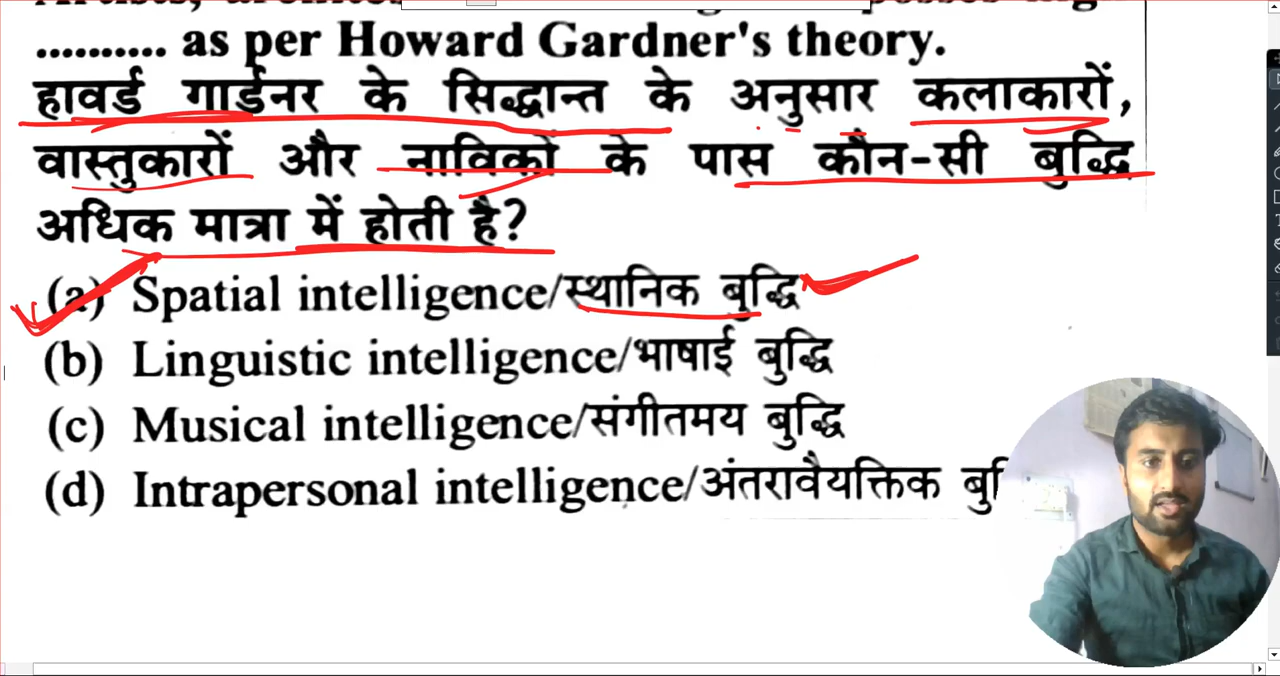 .......... as per Howard Gardner's theory.
हावर्ड गार्डनर के सिद्धान्त के अनुसार कलाकारों,
वास्तुकारों और नाविकों के पास कौन-सी बुद्धि
अधिक मात्रा में होती है?
(a) Spatial intelligence/स्थानिक बुद्धि
(b) Linguistic intelligence/भाषाई बुद्धि
(c) Musical intelligence/संगीतमय बुद्धि
(d) Intrapersonal intelligence/अंतरावैयक्तिक